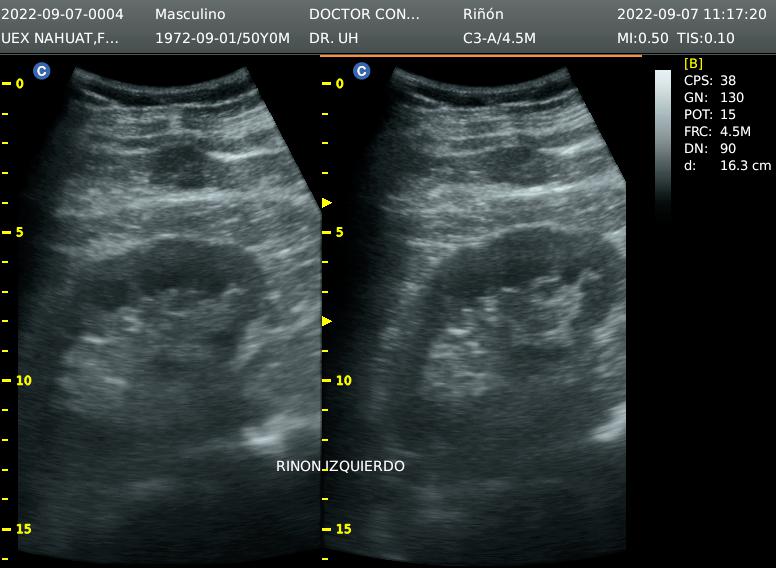 2022-09-07-0004 Masculino DOCTOR CON... Riñón 2022-09-07 11:17:20
UEX NAHUAT,F... 1972-09-01/50Y0M DR. UH C3-A/4.5M MI:0.50 TIS:0.10
C C
[B]
CPS: 38
GN: 130
POT: 15
FRC: 4.5M
DN: 90
d: 16.3 cm
0 0
5 5
10 10
RINON IZQUIERDO
15 15